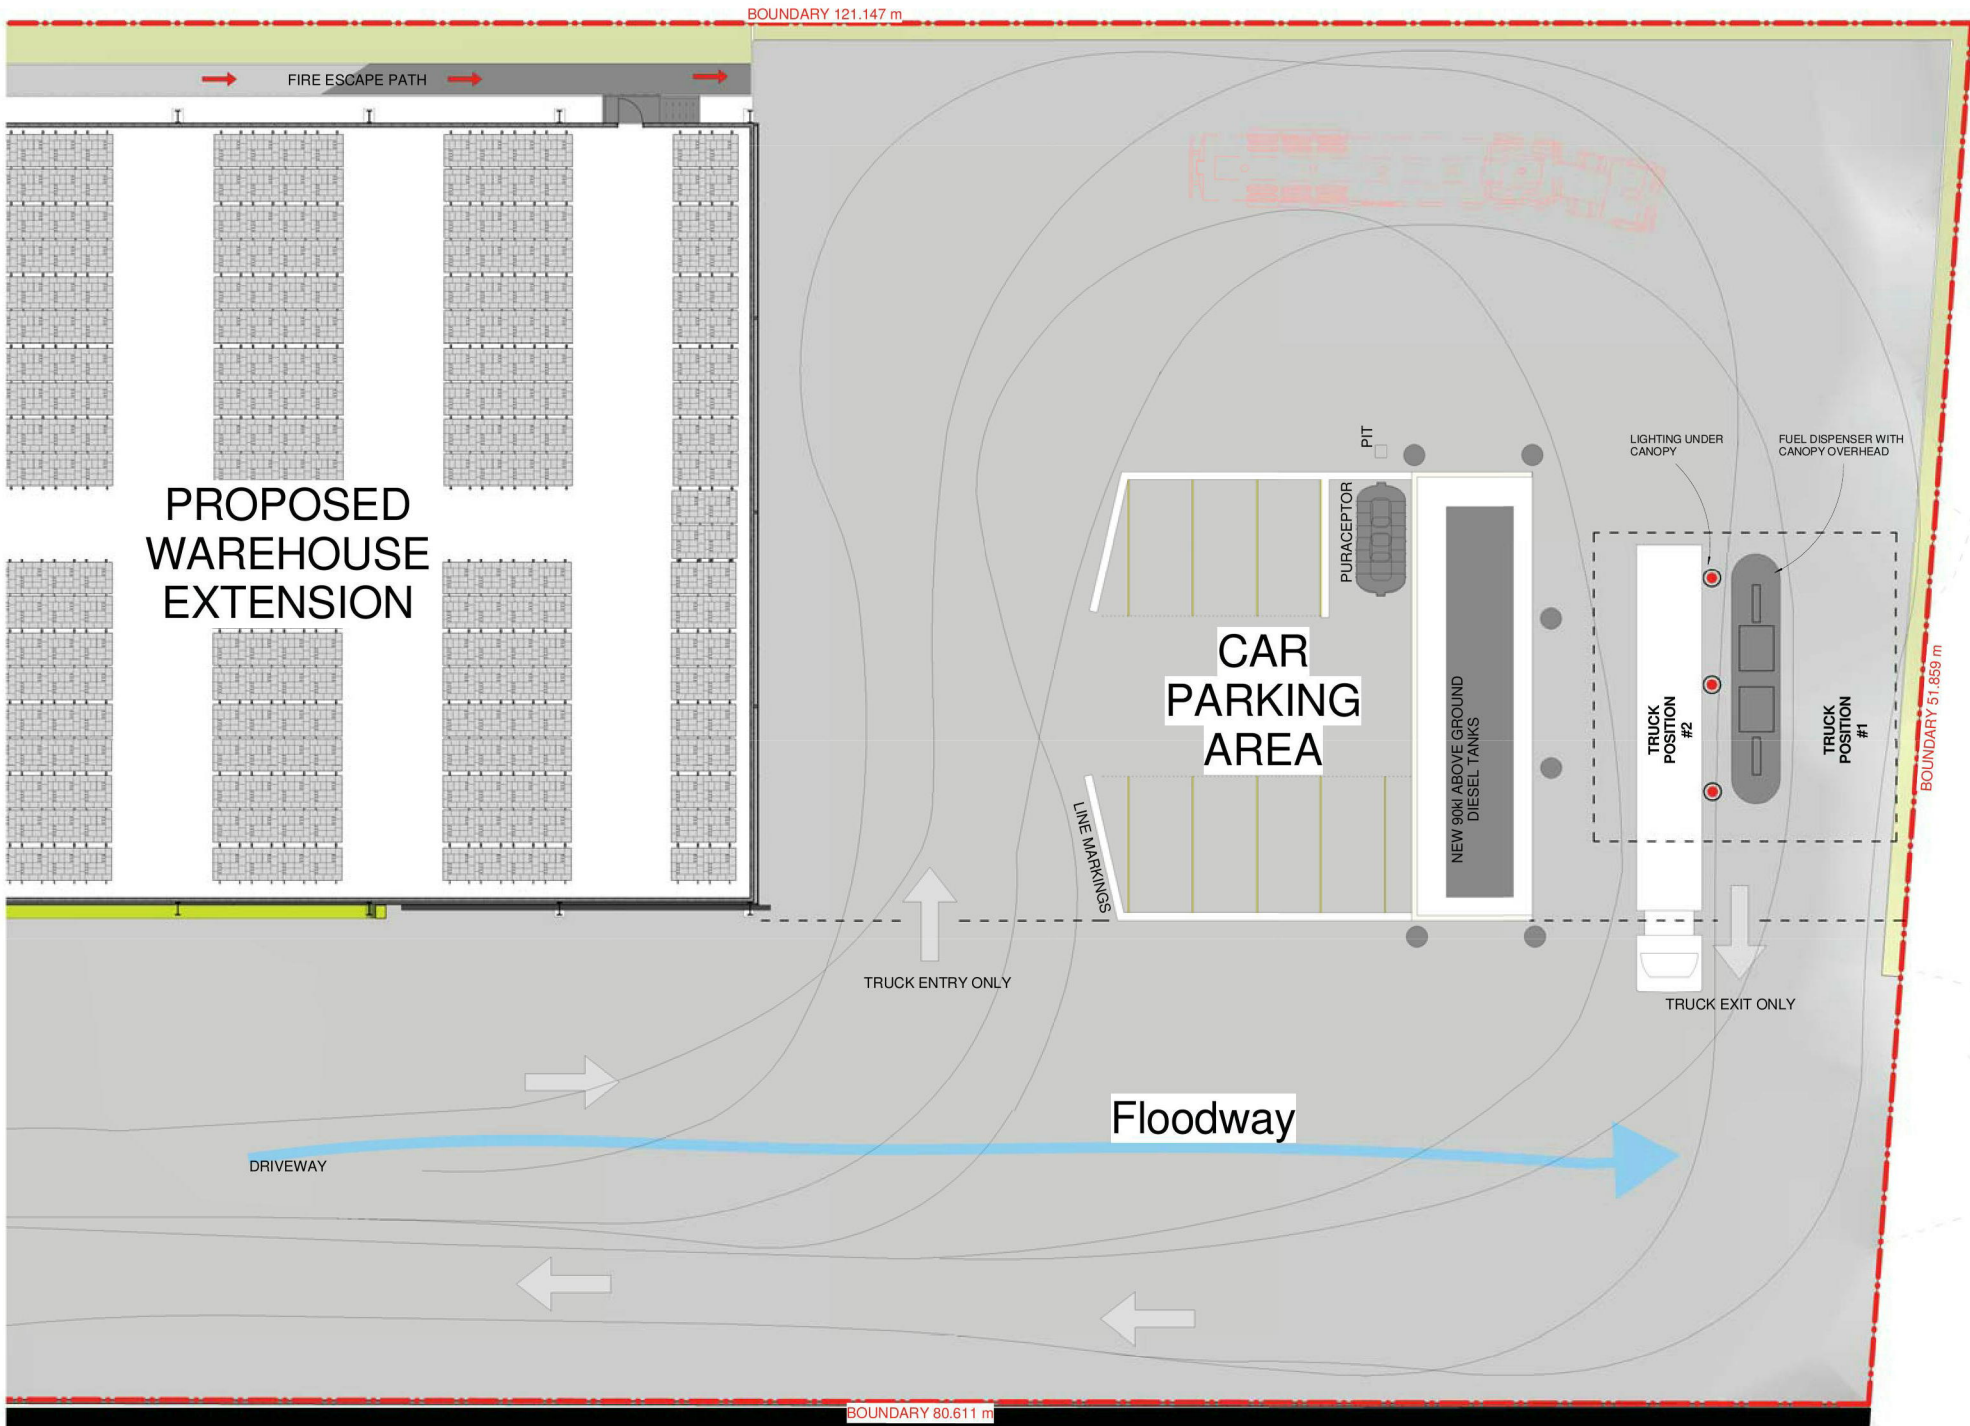 BOUNDARY 121.147 m
FIRE ESCAPE PATH
PIT
LIGHTING UNDER
CANOPY
FUEL DISPENSER WITH
CANOPY OVERHEAD
PURACEPTOR
PROPOSED
WAREHOUSE
EXTENSION
CAR
PARKING
AREA
NEW 90kl ABOVE GROUND
DIESEL TANKS
TRUCK
POSITION
#2
TRUCK
POSITION
#1
BOUNDARY 51.859 m
LINE MARKINGS
TRUCK ENTRY ONLY
TRUCK EXIT ONLY
Floodway
DRIVEWAY
BOUNDARY 80.611 m